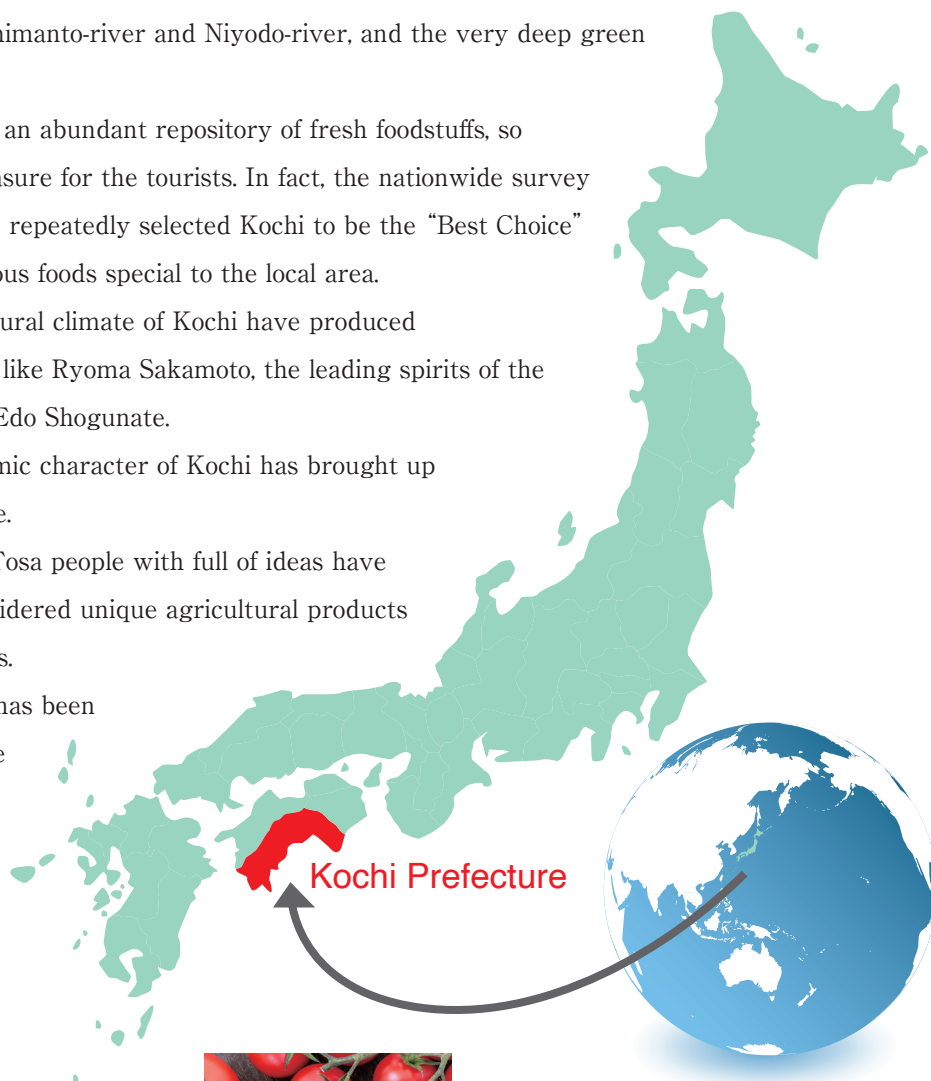 himanto-river and Niyodo-river, and the very deep green
an abundant repository of fresh foodstuffs, so
asure for the tourists. In fact, the nationwide survey
repeatedly selected Kochi to be the “Best Choice”
ous foods special to the local area.
tural climate of Kochi have produced
like Ryoma Sakamoto, the leading spirits of the
Edo Shogunate.
mic character of Kochi has brought up
e.
Tosa people with full of ideas have
sidered unique agricultural products
s.
has been
e
Kochi Prefecture